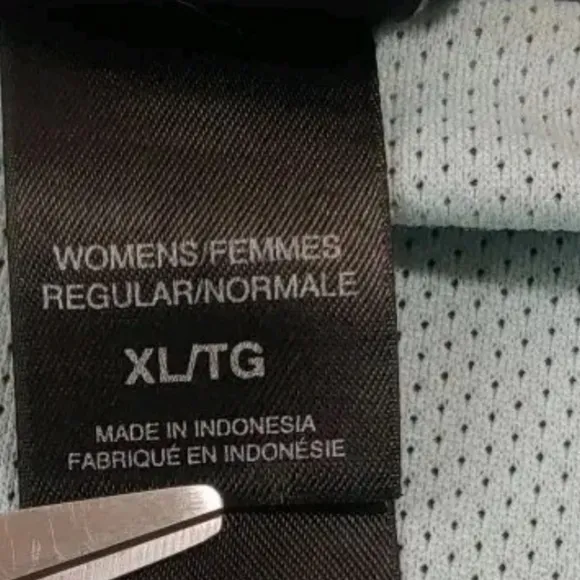 WOMENS/FEMMES
REGULAR/NORMALE
XL/TG
MADE IN INDONESIA
FABRIQUÉ EN INDONÉSIE